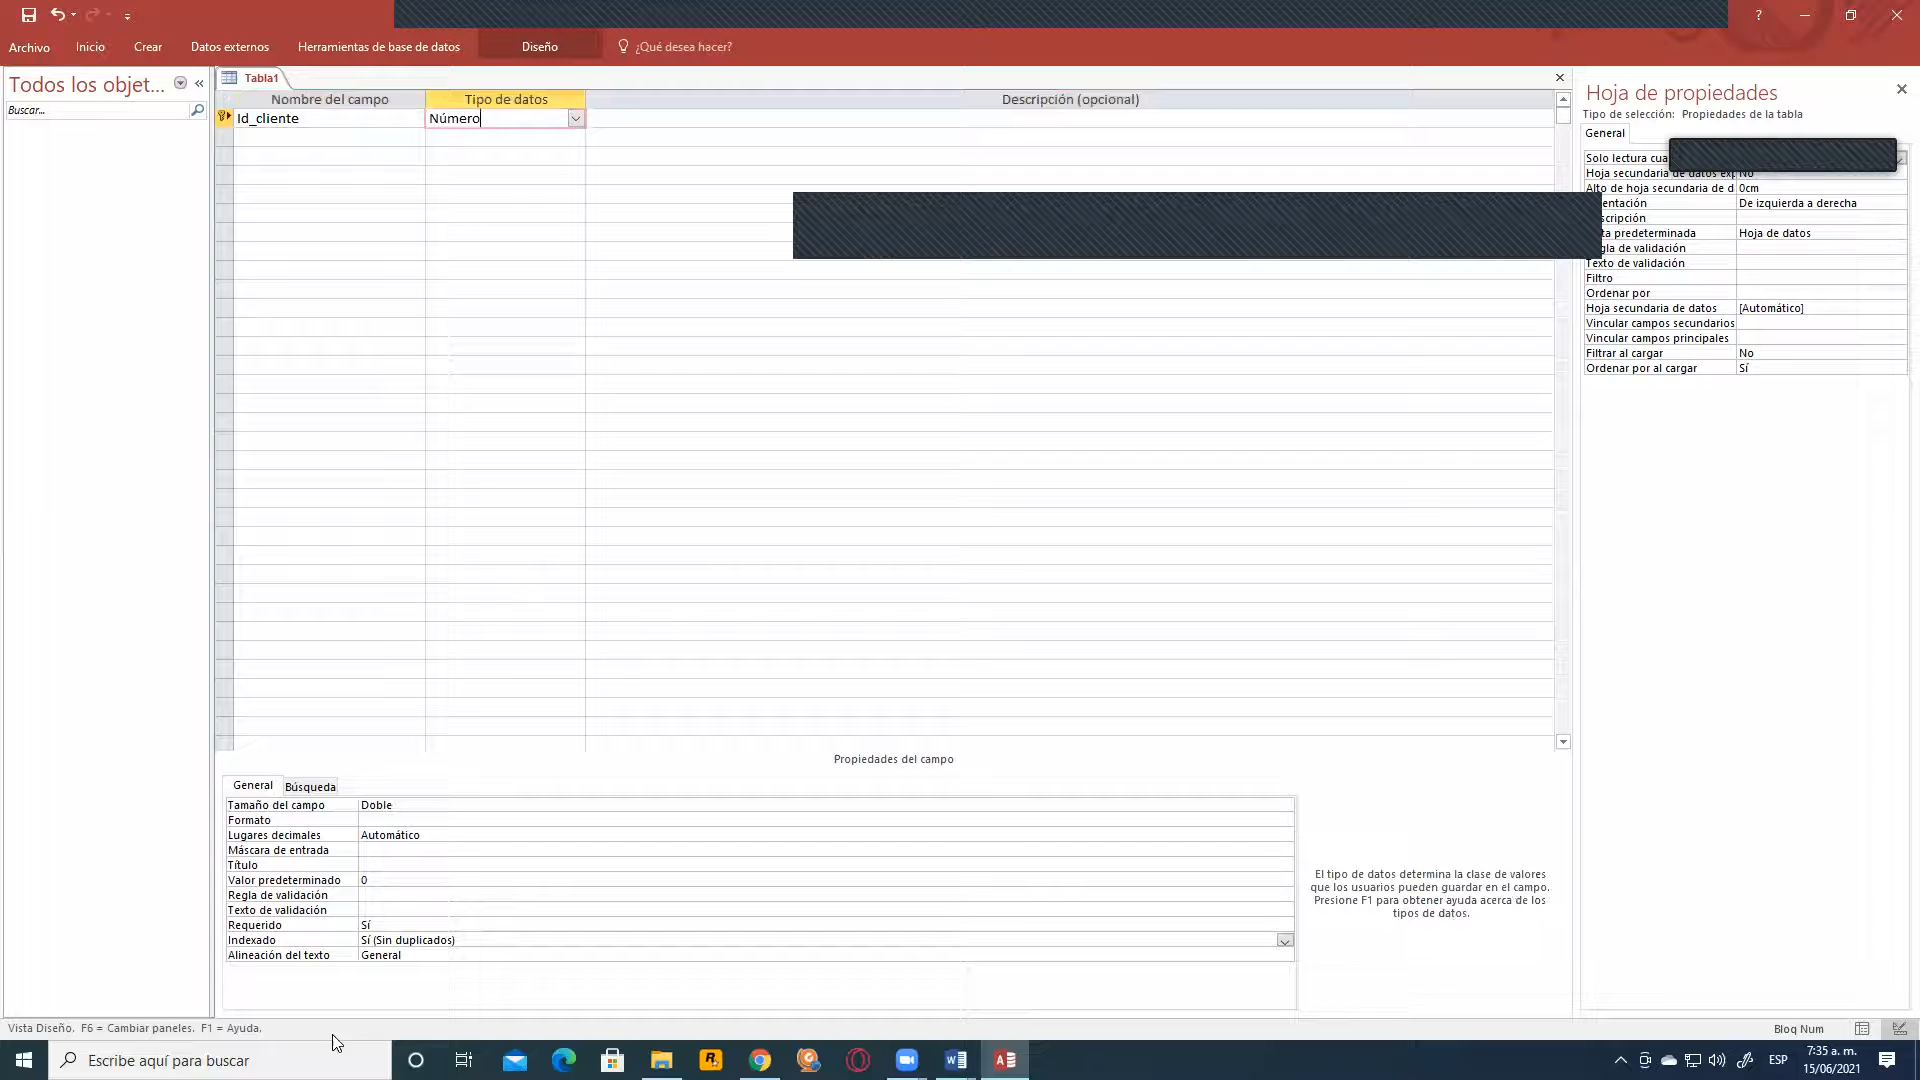 ?
Archivo Inicio Crear Datos externos Herramientas de base de datos Diseño ¿Qué desea hacer?
Todos los objet... «
Buscar...
Tabla1
Nombre del campo Tipo de datos Descripción (opcional)
Id_cliente Número
Hoja de propiedades
Tipo de selección: Propiedades de la tabla
General
Solo lectura
Hoja secundaria de datos No
Alto de hoja secundaria de d 0cm
De izquierda a derecha
Hoja de datos
de validación
Texto de validación
Filtro
Ordenar por
Hoja secundaria de datos [Automático]
Vincular campos secundarios
Vincular campos principales
Filtrar al cargar No
Ordenar por al cargar Sí
Propiedades del campo
General Búsqueda
Tamaño del campo Doble
Formato
Lugares decimales Automático
Máscara de entrada
Título
Valor predeterminado 0
Regla de validación
Texto de validación
Requerido Sí
Indexado Sí (Sin duplicados)
Alineación del texto General
El tipo de datos determina la clase de valores
que los usuarios pueden guardar en el campo.
Presione F1 para obtener ayuda acerca de los
tipos de datos.
Vista Diseño. F6 = Cambiar paneles. F1 = Ayuda.
Bloq Num
Escribe aquí para buscar
ESP
7:35 a. m.
15/06/2021